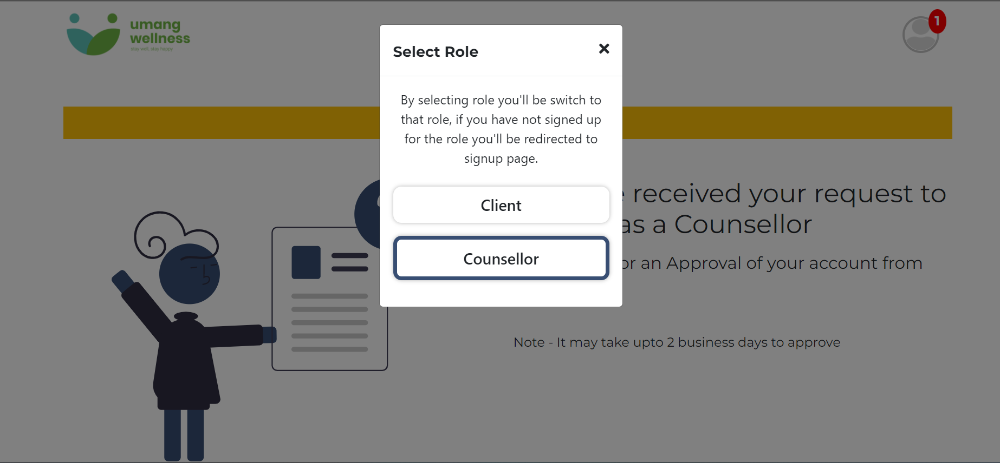 umang
wellness
stay well, stay happy
1
Select Role
By selecting role you'll be switch to
that role, if you have not signed up
for the role you'll be redirected to
signup page.
Client
Counsellor
received your request to
as a Counsellor
or an Approval of your account from
Note - It may take upto 2 business days to approve